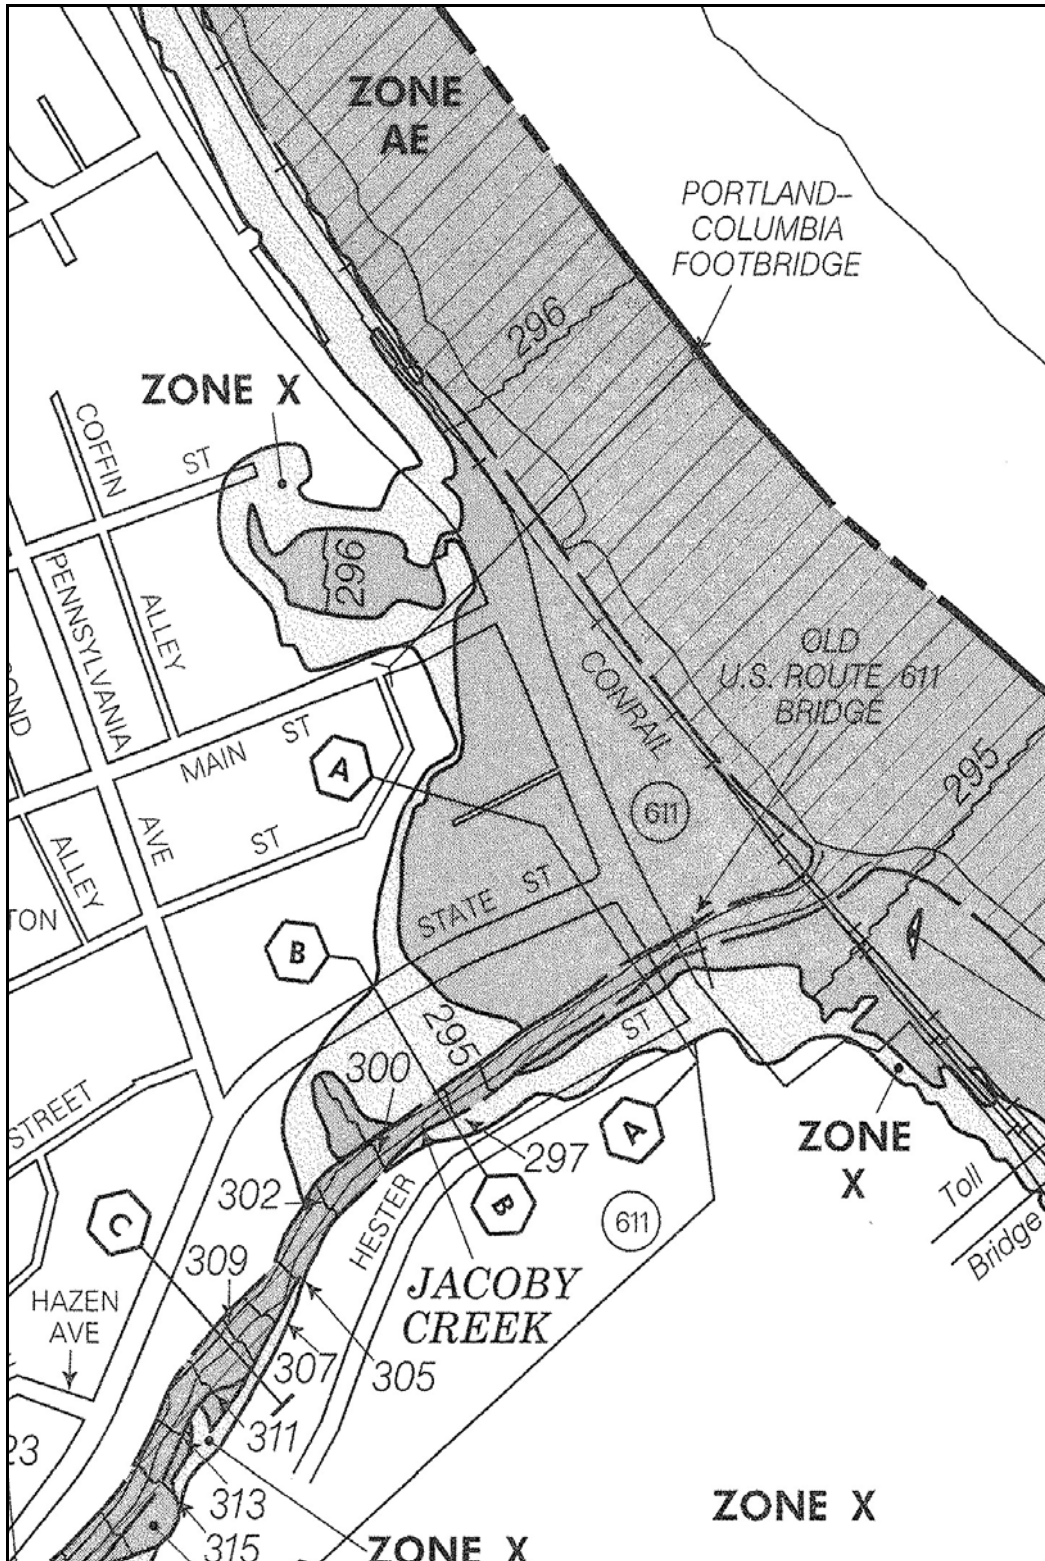 ZONE
AE
PORTLAND–
COLUMBIA
FOOTBRIDGE
296
ZONE X
COFFIN
ST
296
PENNSYLVANIA
AVE
ALLEY
OND
CONRAIL
OLD
U.S. ROUTE 611
BRIDGE
MAIN ST
A
611
295
ST
ALLEY
TON
STATE ST
B
295
ST
300
STREET
297
A
ZONE
X
302
B
C
HESTER
611
Toll
Bridge
309
JACOBY
CREEK
HAZEN
AVE
307
305
311
23
313
315
ZONE X
ZONE X